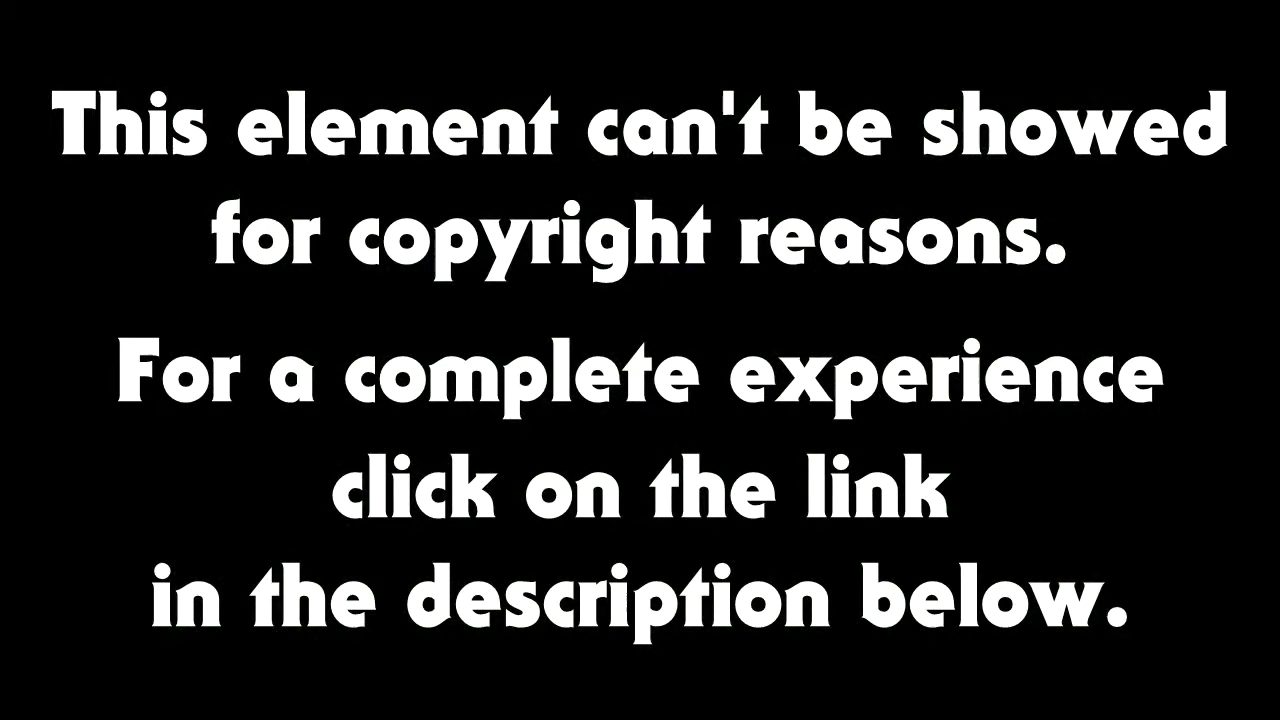 This element can't be showed
for copyright reasons.
For a complete experience
click on the link
in the description below.